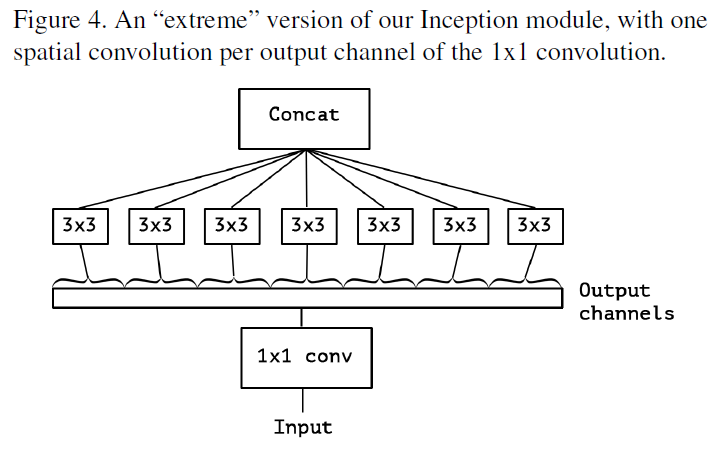 Figure 4. An “extreme” version of our Inception module, with one
spatial convolution per output channel of the 1x1 convolution.
Concat
3x3 3x3 3x3 3x3 3x3 3x3 3x3
Output
channels
1x1 conv
Input